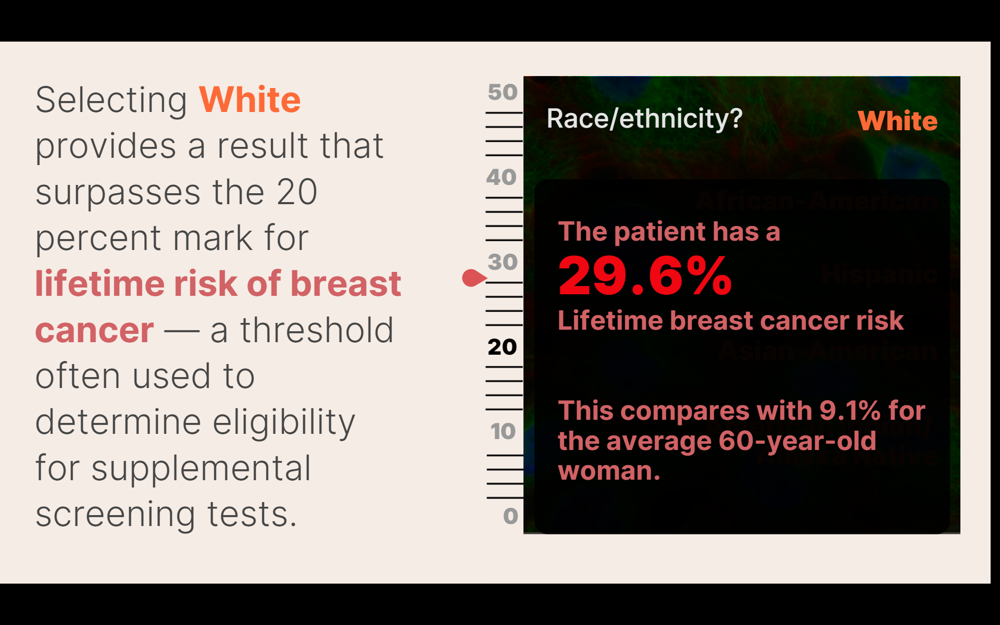 Selecting White
provides a result that
surpasses the 20
percent mark for
lifetime risk of breast
cancer — a threshold
often used to
determine eligibility
for supplemental
screening tests.
50
40
30
20
10
0
Race/ethnicity?
White
African-American
The patient has a
29.6%
Hispanic
Lifetime breast cancer risk
Asian-American
This compares with 9.1% for
American Indian/
the average 60-year-old
Alaska Native
woman.